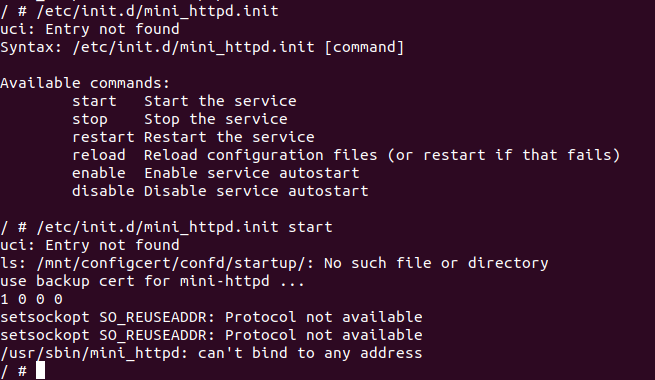 / # /etc/init.d/mini_httpd.init
uci: Entry not found
Syntax: /etc/init.d/mini_httpd.init [command]
Available commands:
start Start the service
stop Stop the service
restart Restart the service
reload Reload configuration files (or restart if that fails)
enable Enable service autostart
disable Disable service autostart
/ # /etc/init.d/mini_httpd.init start
uci: Entry not found
ls: /mnt/configcert/confd/startup/: No such file or directory
use backup cert for mini-httpd ...
1 0 0 0
setsockopt SO_REUSEADDR: Protocol not available
setsockopt SO_REUSEADDR: Protocol not available
/usr/sbin/mini_httpd: can't bind to any address
/ #